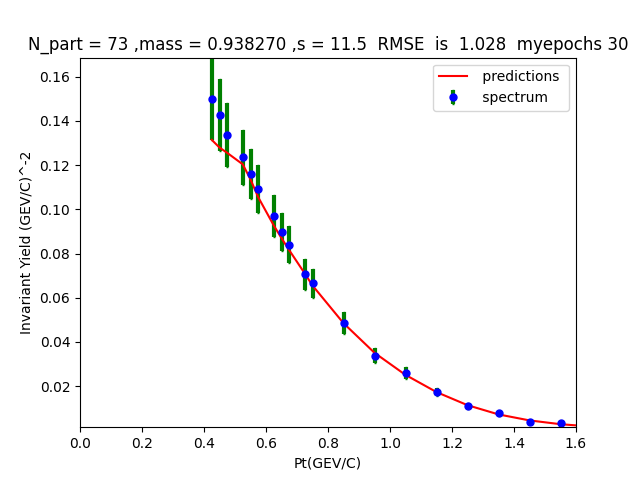 N_part = 73 ,mass = 0.938270 ,s = 11.5  RMSE  is  1.028  myepochs 30
predictions
spectrum
Invariant Yield (GEV/C)^-2
0.16
0.14
0.12
0.10
0.08
0.06
0.04
0.02
0.0 0.2 0.4 0.6 0.8 1.0 1.2 1.4 1.6
Pt(GEV/C)